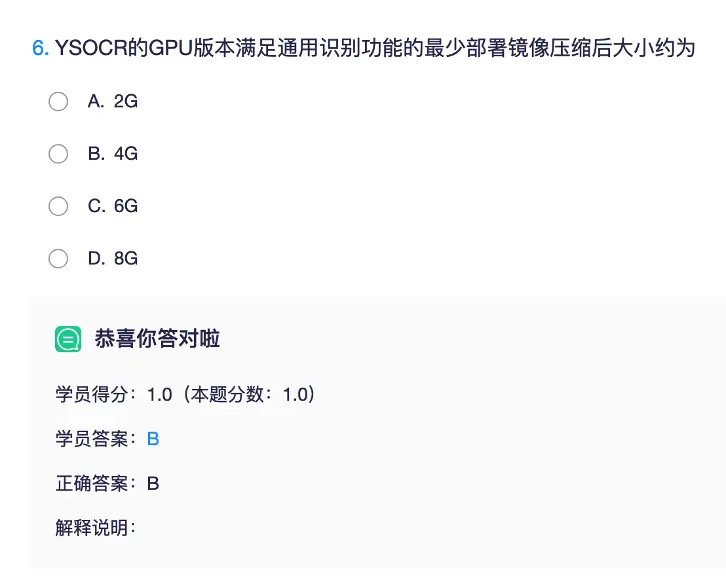 6. YSOCR的GPU版本满足通用识别功能的最少部署镜像压缩后大小约为
A. 2G
B. 4G
C. 6G
D. 8G
恭喜你答对啦
学员得分：1.0（本题分数：1.0）
学员答案：B
正确答案：B
解释说明：